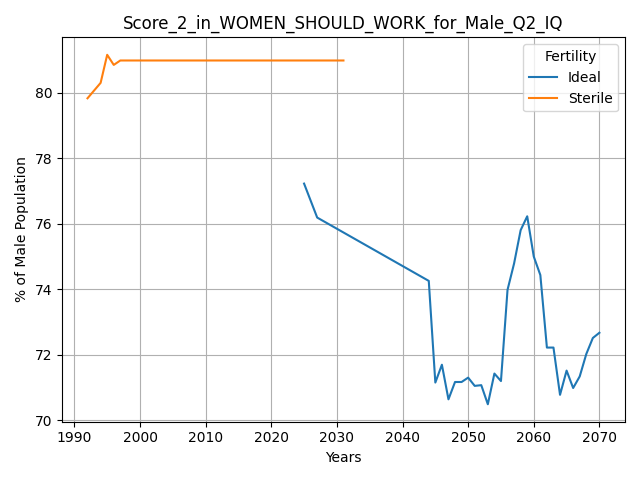 Score_2_in_WOMEN_SHOULD_WORK_for_Male_Q2_IQ
Fertility
Ideal
Sterile
% of Male Population
80
78
76
74
72
70
1990 2000 2010 2020 2030 2040 2050 2060 2070
Years